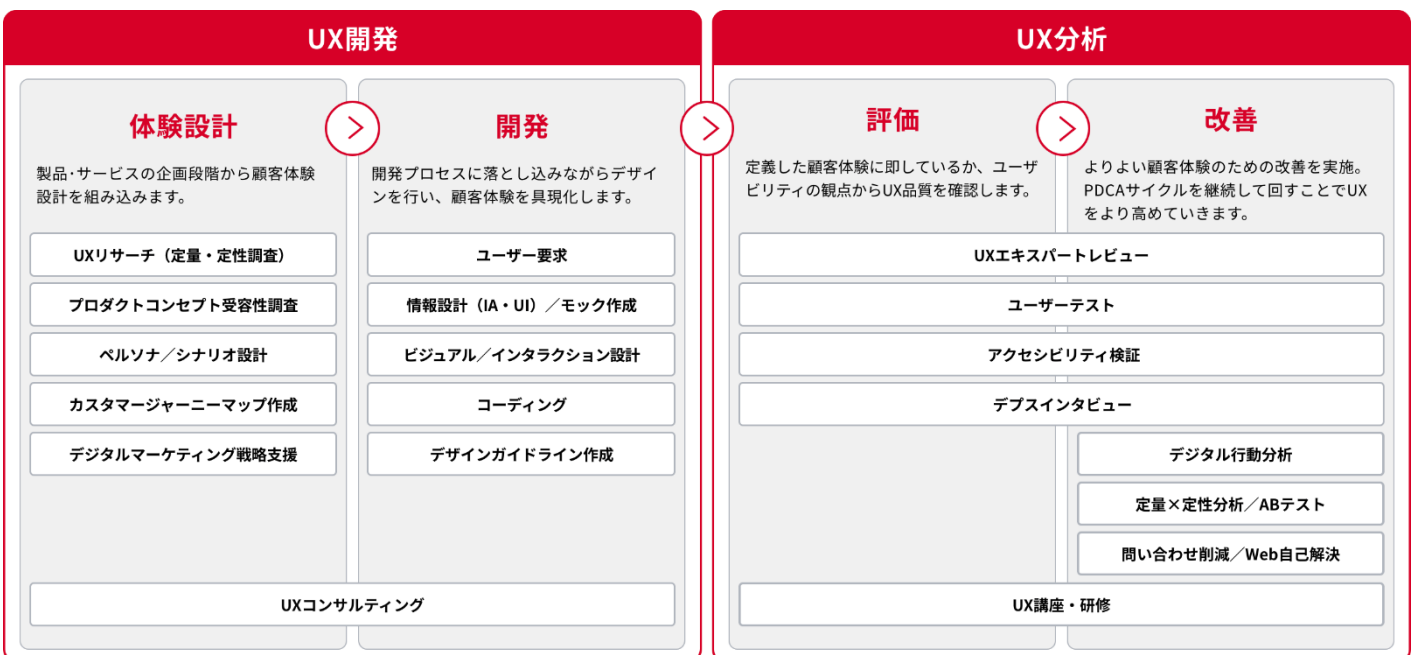 UX開発
体験設計
製品・サービスの企画段階から顧客体験
設計を組み込みます。
UXリサーチ（定量・定性調査）
プロダクトコンセプト受容性調査
ペルソナ／シナリオ設計
カスタマージャーニーマップ作成
デジタルマーケティング戦略支援
開発
開発プロセスに落とし込みながらデザイ
ンを行い、顧客体験を具現化します。
ユーザー要求
情報設計（IA・UI）／モック作成
ビジュアル／インタラクション設計
コーディング
デザインガイドライン作成
UXコンサルティング
UX分析
評価
定義した顧客体験に即しているか、ユーザ
ビリティの観点からUX品質を確認します。
改善
よりよい顧客体験のための改善を実施。
PDCAサイクルを継続して回すことでUX
をより高めていきます。
UXエキスパートレビュー
ユーザーテスト
アクセシビリティ検証
デプスインタビュー
デジタル行動分析
定量×定性分析／ABテスト
問い合わせ削減／Web自己解決
UX講座・研修